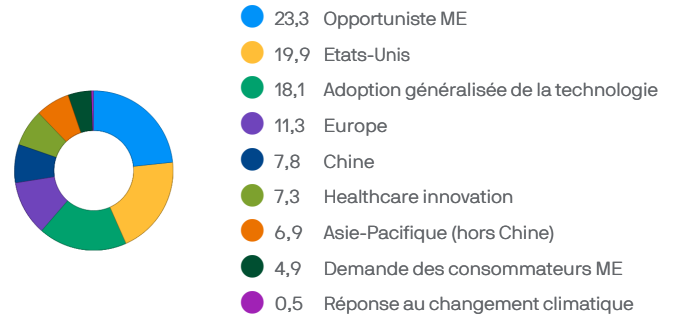 23,3 Opportuniste ME
19,9 Etats-Unis
18,1 Adoption généralisée de la technologie
11,3 Europe
7,8 Chine
7,3 Healthcare innovation
6,9 Asie-Pacifique (hors Chine)
4,9 Demande des consommateurs ME
0,5 Réponse au changement climatique